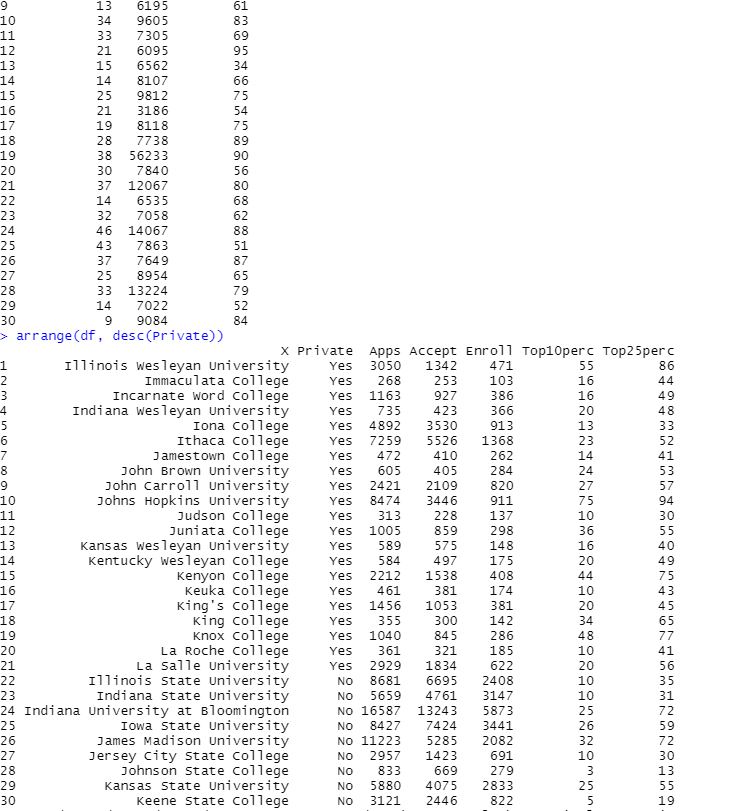 9 13 6195 61
10 34 9605 83
11 33 7305 69
12 21 6095 95
13 15 6562 34
14 14 8107 66
15 25 9812 75
16 21 3186 54
17 19 8118 75
18 28 7738 89
19 38 56233 90
20 30 7840 56
21 37 12067 80
22 14 6535 68
23 32 7058 62
24 46 14067 88
25 43 7863 51
26 37 7649 87
27 25 8954 65
28 33 13224 79
29 14 7022 52
30 9 9084 84
> arrange(df, desc(Private))
X Private Apps Accept Enroll Top10perc Top25perc
1 Illinois Wesleyan University Yes 3050 1342 471 55 86
2 Immaculata College Yes 268 253 103 16 44
3 Incarnate Word College Yes 1163 927 386 16 49
4 Indiana Wesleyan University Yes 735 423 366 20 48
5 Iona College Yes 4892 3530 913 13 33
6 Ithaca College Yes 7259 5526 1368 23 52
7 Jamestown College Yes 472 410 262 14 41
8 John Brown University Yes 605 405 284 24 53
9 John Carroll University Yes 2421 2109 820 27 57
10 Johns Hopkins University Yes 8474 3446 911 75 94
11 Judson College Yes 313 228 137 10 30
12 Juniata College Yes 1005 859 298 36 55
13 Kansas Wesleyan University Yes 589 575 148 16 40
14 Kentucky Wesleyan College Yes 584 497 175 20 49
15 Kenyon College Yes 2212 1538 408 44 75
16 Keuka College Yes 461 381 174 10 43
17 King's College Yes 1456 1053 381 20 45
18 King College Yes 355 300 142 34 65
19 Knox College Yes 1040 845 286 48 77
20 La Roche College Yes 361 321 185 10 41
21 La Salle University Yes 2929 1834 622 20 56
22 Illinois State University No 8681 6695 2408 10 35
23 Indiana State University No 5659 4761 3147 10 31
24 Indiana University at Bloomington No 16587 13243 5873 25 72
25 Iowa State University No 8427 7424 3441 26 59
26 James Madison University No 11223 5285 2082 32 72
27 Jersey City State College No 2957 1423 691 10 30
28 Johnson State College No 833 669 279 3 13
29 Kansas State University No 5880 4075 2833 25 55
30 Keene State College No 3121 2446 822 5 19